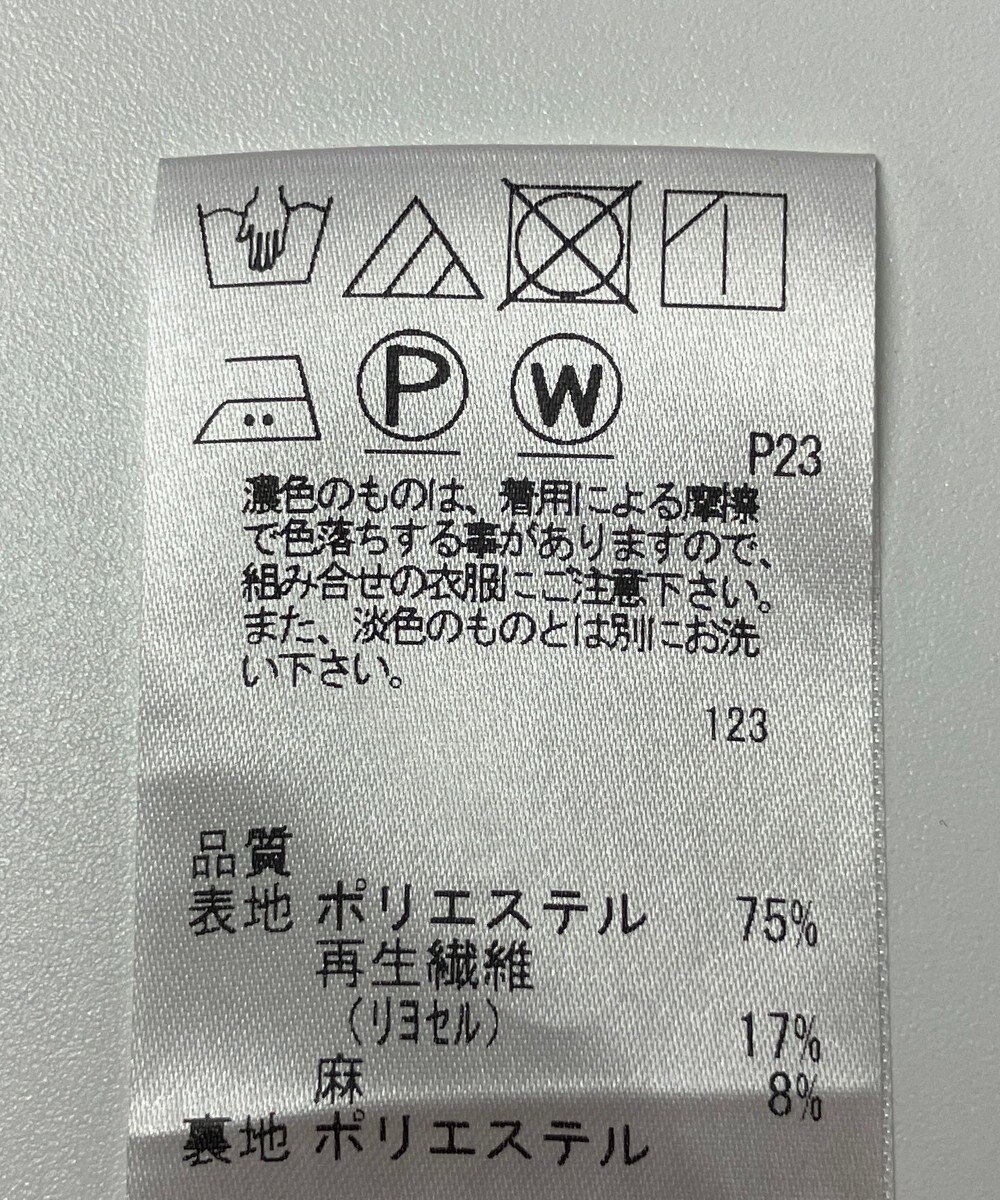 P W
P23
濃色のものは、着用による摩擦
で色落ちする事がありますので、
組み合せの衣服にご注意下さい。
また、淡色のものとは別にお洗
い下さい。
123
品質
表地 ポリエステル 75%
再生繊維
(リヨセル) 17%
麻 8%
裏地 ポリエステル